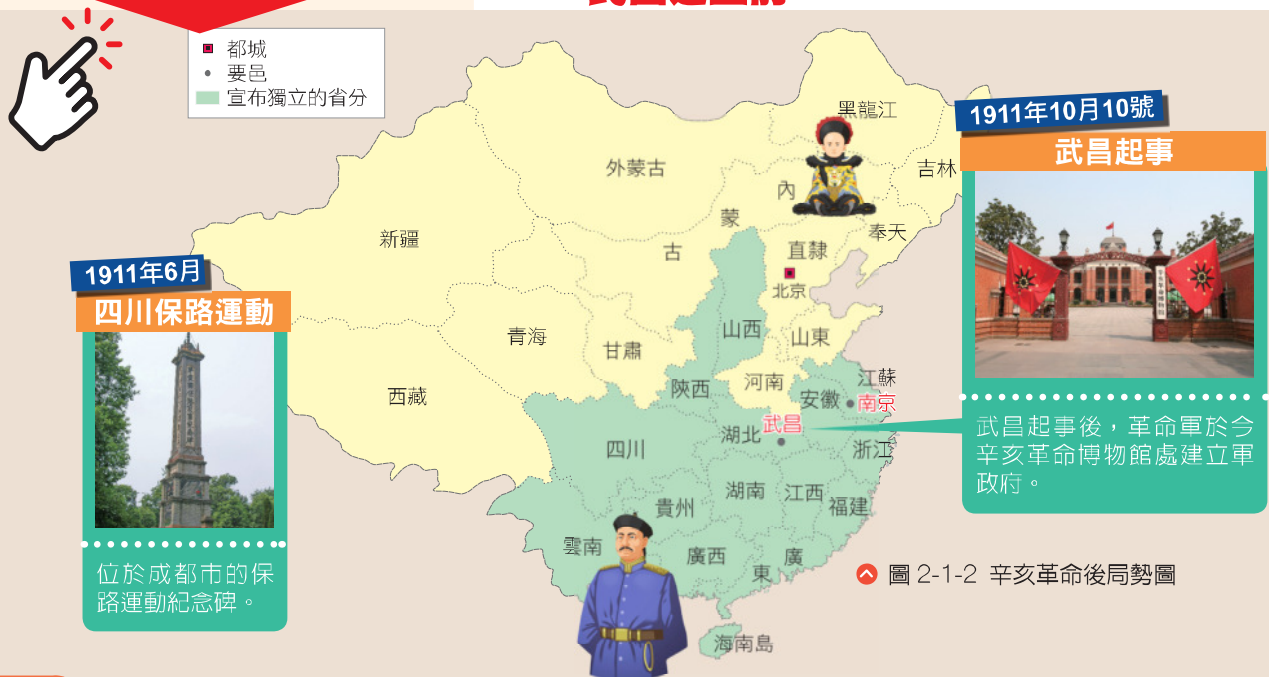 都城
要邑
宣布獨立的省分
1911年6月
四川保路運動
位於成都市的保
路運動紀念碑。
黑龍江
吉林
外蒙古
內
蒙
古
奉天
新疆
直隸
北京
青海
甘肅
山西
山東
西藏
陝西
河南
江蘇
安徽
南京
四川
湖北
武昌
浙江
湖南
江西
福建
貴州
雲南
廣西
廣
東
海南島
1911年10月10號
武昌起事
辛亥革命博物館
武昌起事後，革命軍於今
辛亥革命博物館處建立軍
政府。
圖 2-1-2 辛亥革命後局勢圖